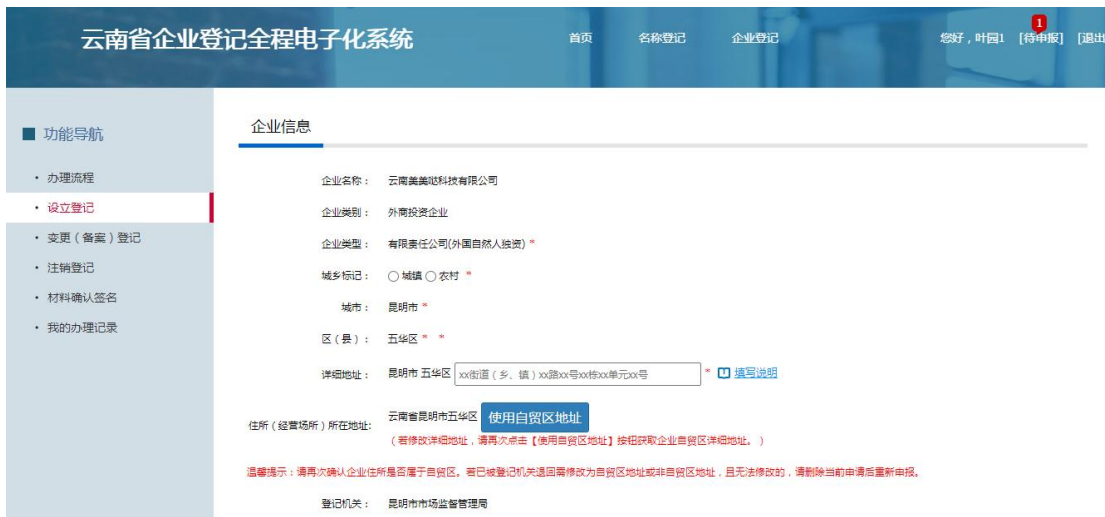 云南省企业登记全程电子化系统
首页 名称登记 企业登记
您好，叶园1 [待申报] [退出
1
功能导航
· 办理流程
· 设立登记
· 变更（备案）登记
· 注销登记
· 材料确认签名
· 我的办理记录
企业信息
企业名称： 云南美美哒科技有限公司
企业类别： 外商投资企业
企业类型： 有限责任公司(外国自然人独资) *
城乡标记： 城镇 农村 *
城市： 昆明市 *
区（县）： 五华区 * *
详细地址： 昆明市 五华区 xx街道（乡、镇）xx路xx号xx栋xx单元xx号 * 填写说明
住所（经营场所）所在地址: 云南省昆明市五华区 使用自贸区地址
（若修改详细地址，请再次点击【使用自贸区地址】按钮获取企业自贸区详细地址。）
温馨提示：请再次确认企业住所是否属于自贸区。若已被登记机关退回需修改为自贸区地址或非自贸区地址，且无法修改的，请删除当前申请后重新申报。
登记机关： 昆明市市场监督管理局